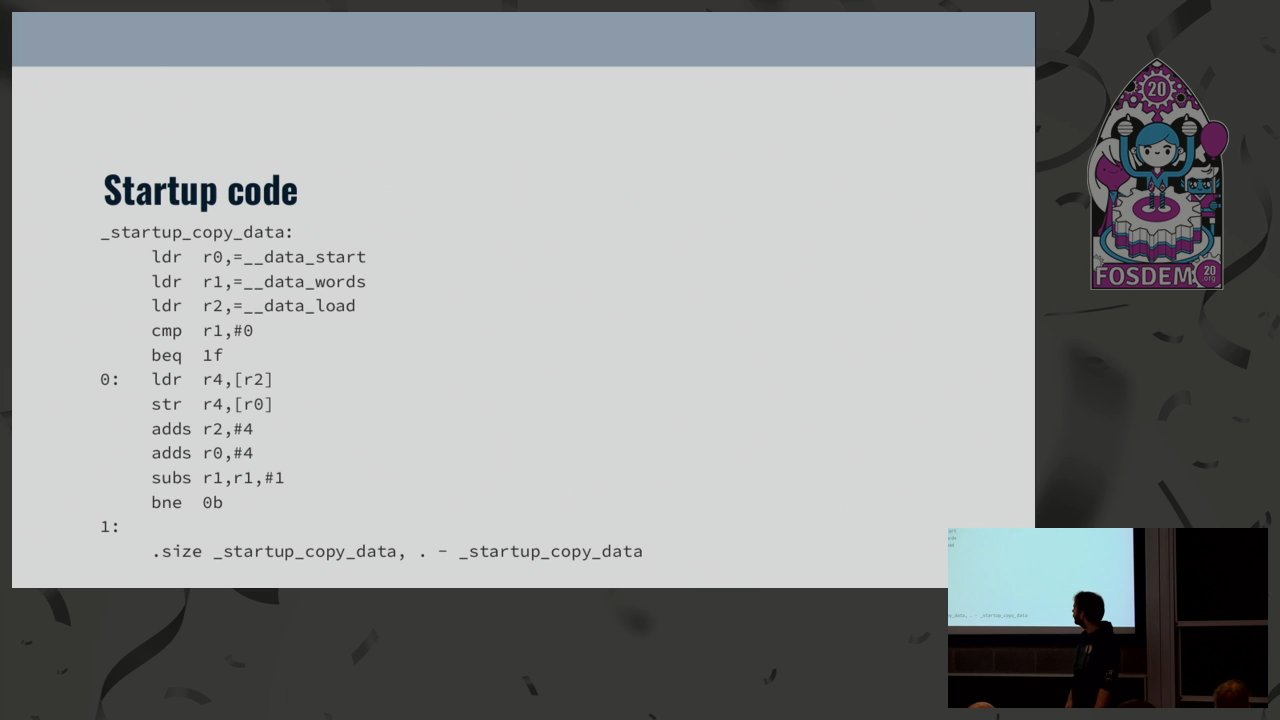 Startup code
_startup_copy_data:
ldr r0,=__data_start
ldr r1,=__data_words
ldr r2,=__data_load
cmp r1,#0
beq 1f
0: ldr r4,[r2]
str r4,[r0]
adds r2,#4
adds r0,#4
subs r1,r1,#1
bne 0b
1:
.size _startup_copy_data, . - _startup_copy_data
20
FOSDEM
20
.org